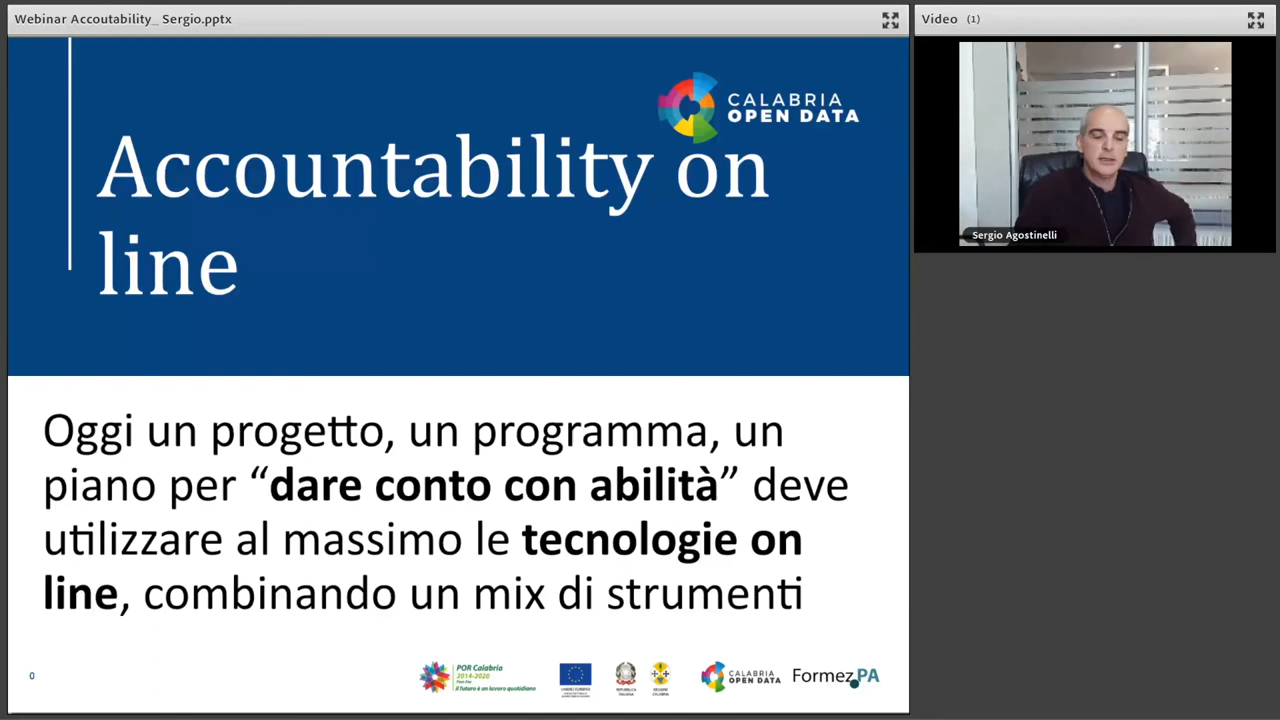 Webinar Accoutability_ Sergio.pptx
Video (1)
CALABRIA
OPEN DATA
Accountability on
line
Sergio Agostinelli
Oggi un progetto, un programma, un
piano per “dare conto con abilità” deve
utilizzare al massimo le tecnologie on
line, combinando un mix di strumenti
0
POR Calabria
2014-2020
il futuro è un lavoro quotidiano
UNIONE EUROPEA
REPUBBLICA
ITALIANA
REGIONE
CALABRIA
CALABRIA
OPEN DATA
FormezPA